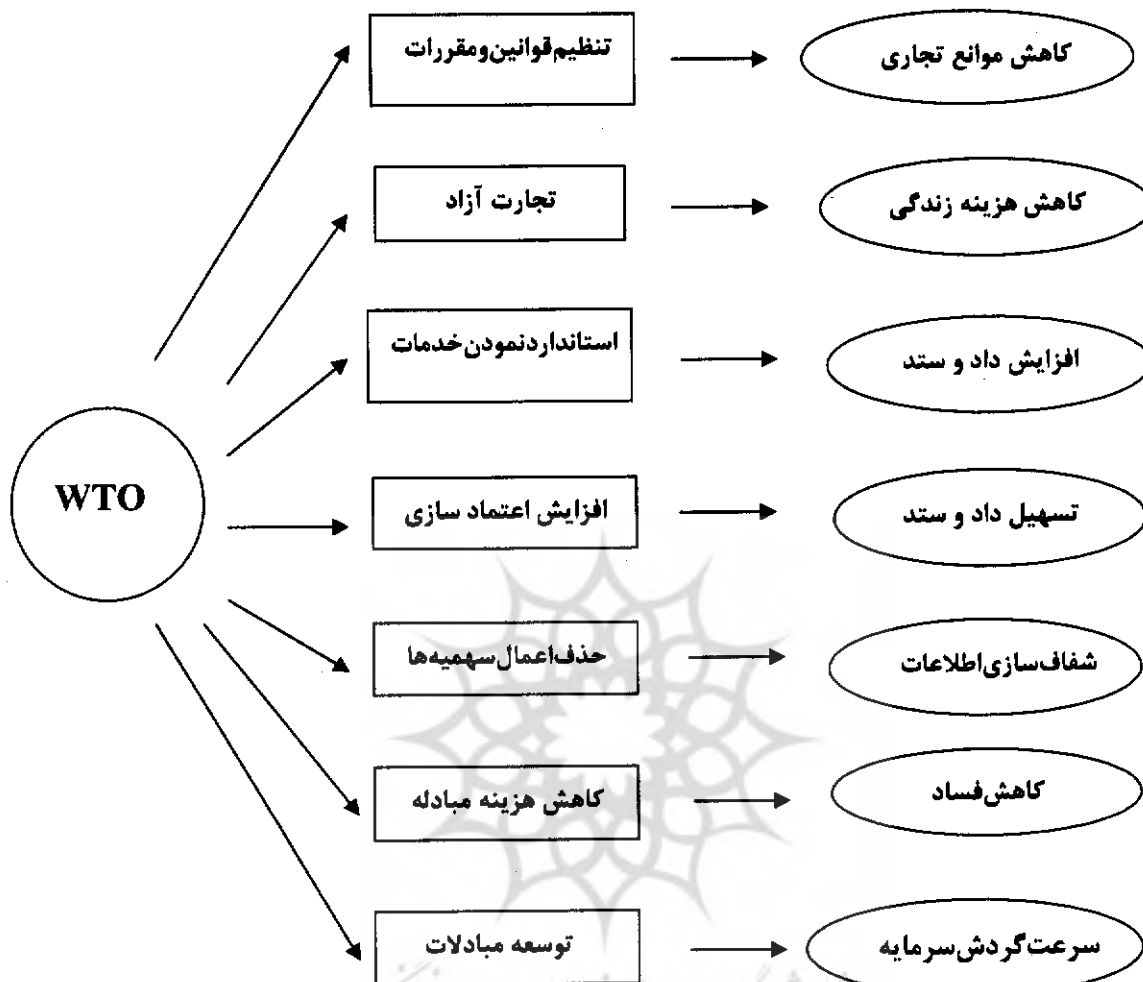 تنظیم‌قوانین‌ومقررات
کاهش موانع تجاری
تجارت آزاد
کاهش هزینه زندگی
استانداردنمودن‌خدمات
افزایش داد و ستد
WTO
افزایش اعتماد سازی
تسهیل داد و ستد
حذف‌اعمال‌سهمیه‌ها
شفاف‌سازی‌اطلاعات
کاهش هزینه مبادله
کاهش‌فساد
توسعه مبادلات
سرعت‌گردش‌سرمایه